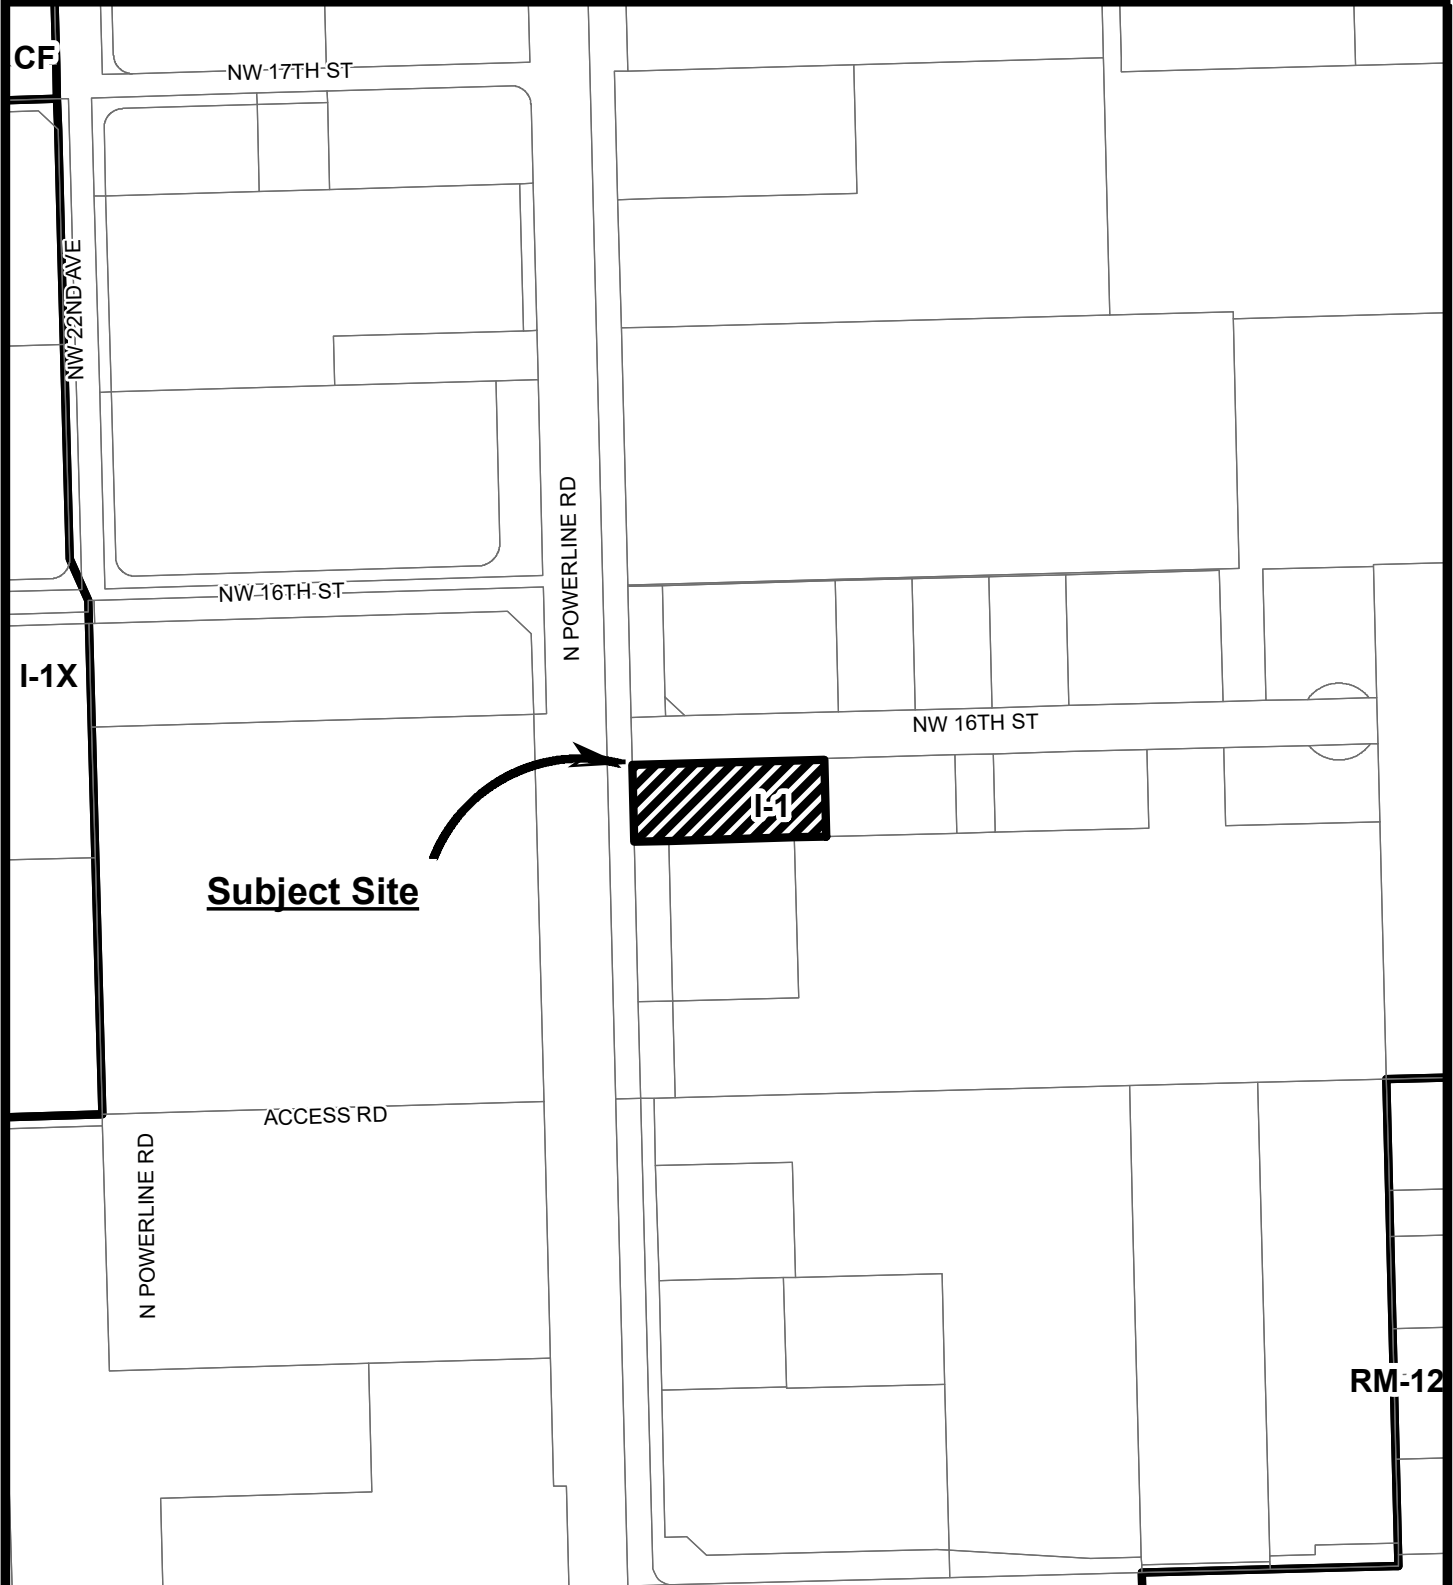 CF
NW 17TH ST
NW 22ND AVE
N POWERLINE RD
NW 16TH ST
I-1X
NW 16TH ST
I-1
Subject Site
ACCESS RD
N POWERLINE RD
RM-12